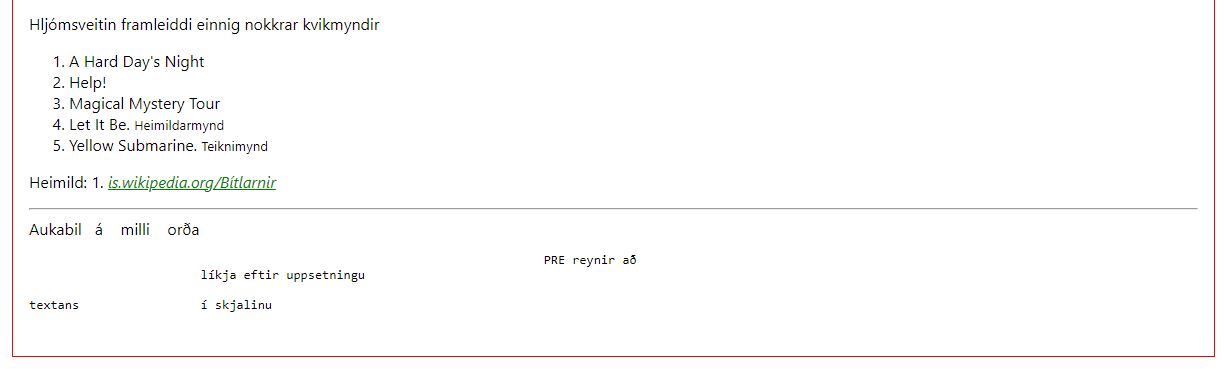 Hljómsveitin framleiddi einnig nokkrar kvikmyndir
1. A Hard Day's Night
2. Help!
3. Magical Mystery Tour
4. Let It Be. Heimildarmynd
5. Yellow Submarine. Teiknimynd
Heimild: 1. is.wikipedia.org/Bítlarnir
Aukabil á milli orða
PRE reynir að
líkja eftir uppsetningu
textans í skjalinu